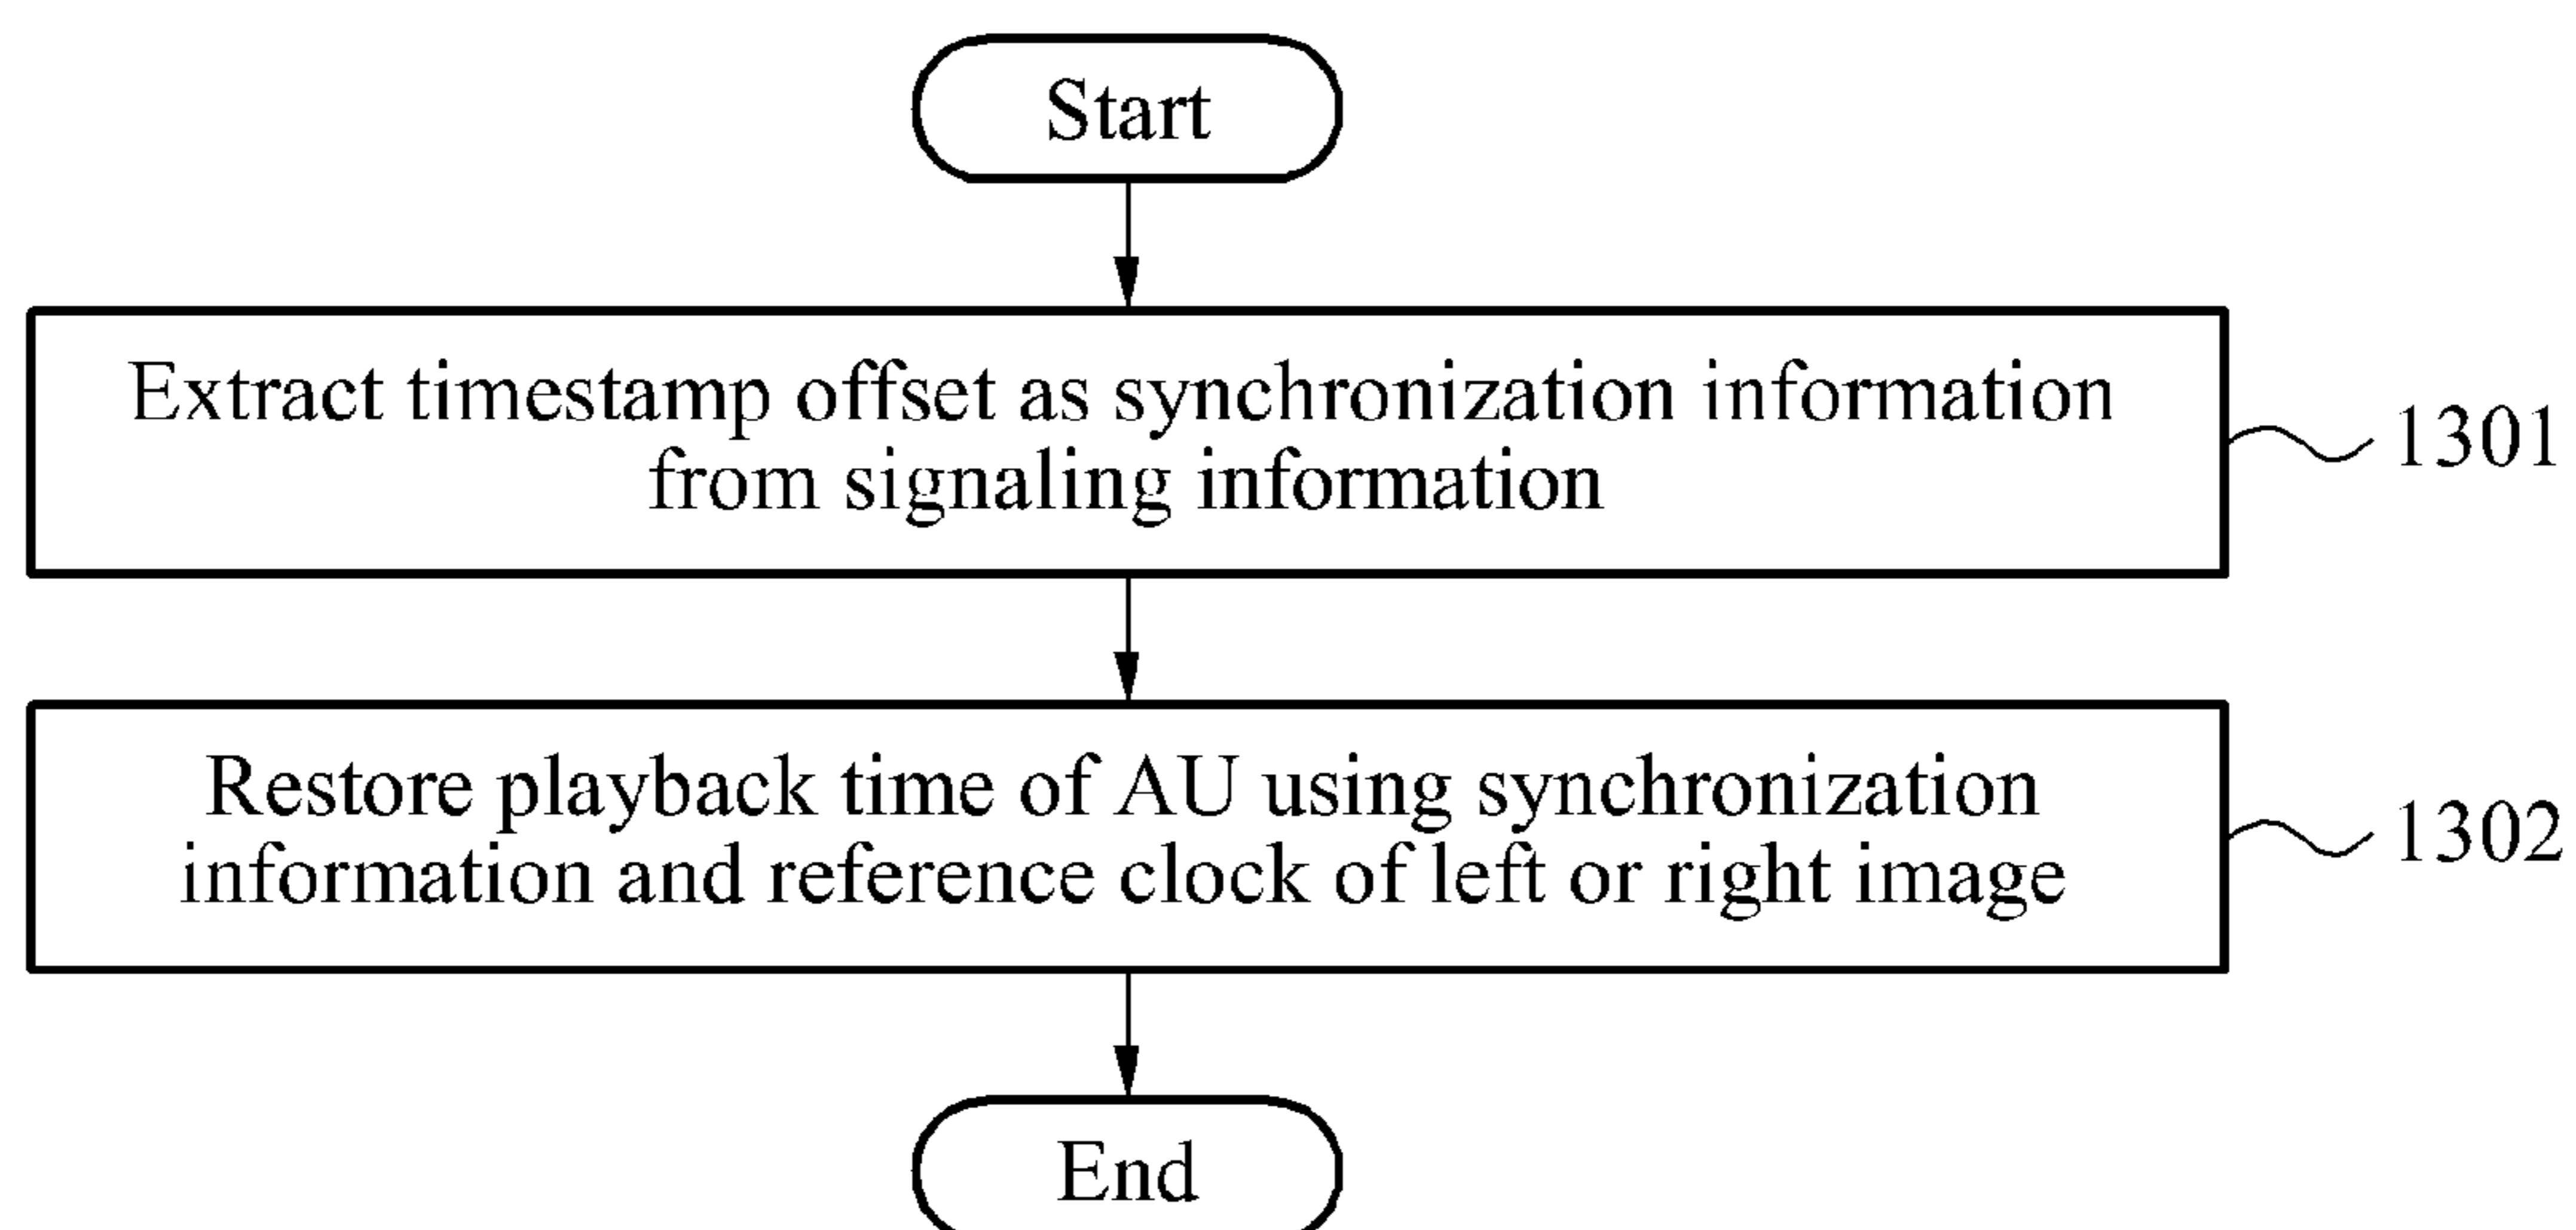 Start
Extract timestamp offset as synchronization information
from signaling information
1301
Restore playback time of AU using synchronization
information and reference clock of left or right image
1302
End